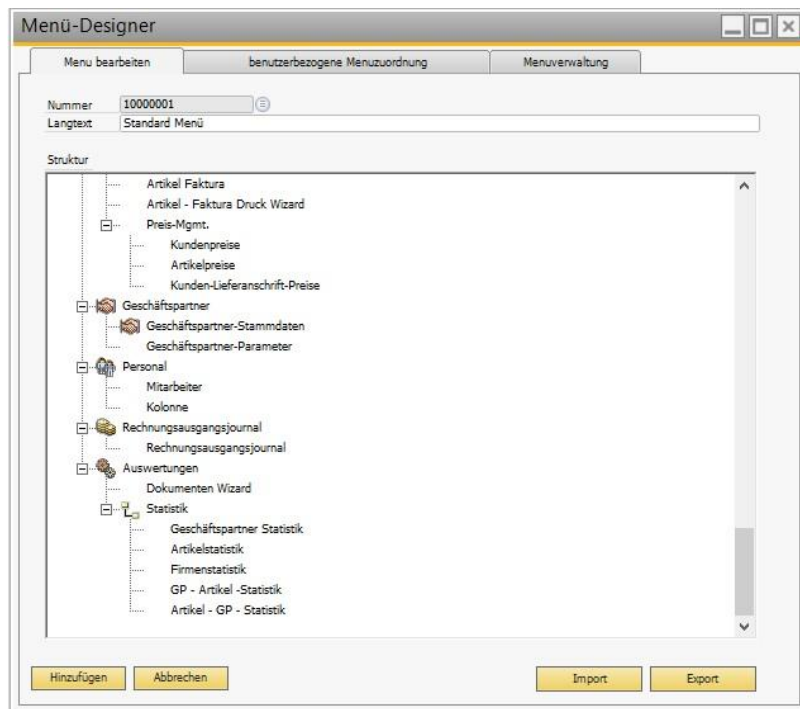 Menü-Designer
Menu bearbeiten
benutzerbezogene Menuzuordnung
Menuverwaltung
Nummer 10000001
Langtext Standard Menü
Struktur
Artikel Faktura
Artikel - Faktura Druck Wizard
Preis-Mgmt.
Kundenpreise
Artikelpreise
Kunden-Lieferanschrift-Preise
Geschäftspartner
Geschäftspartner-Stammdaten
Geschäftspartner-Parameter
Personal
Mitarbeiter
Kolonne
Rechnungsausgangsjournal
Rechnungsausgangsjournal
Auswertungen
Dokumenten Wizard
Statistik
Geschäftspartner Statistik
Artikelstatistik
Firmenstatistik
GP - Artikel -Statistik
Artikel - GP - Statistik
Hinzufügen Abbrechen Import Export